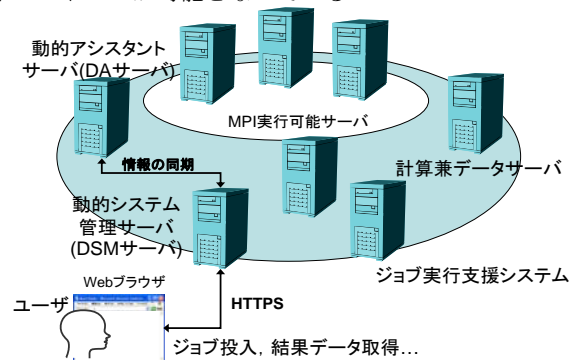 動的アシスタント
サーバ(DAサーバ)
MPI実行可能サーバ
計算兼データサーバ
情報の同期
動的システム
管理サーバ
(DSMサーバ)
ジョブ実行支援システム
Webブラウザ
ユーザ
HTTPS
ジョブ投入，結果データ取得…